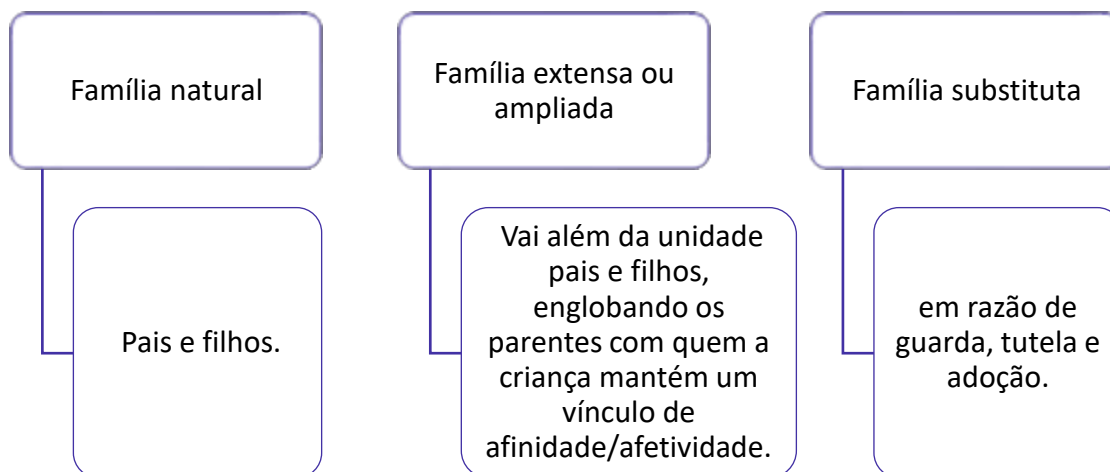 Família natural
Pais e filhos.
Família extensa ou
ampliada
Vai além da unidade
pais e filhos,
englobando os
parentes com quem a
criança mantém um
vínculo de
afinidade/afetividade.
Família substituta
em razão de
guarda, tutela e
adoção.